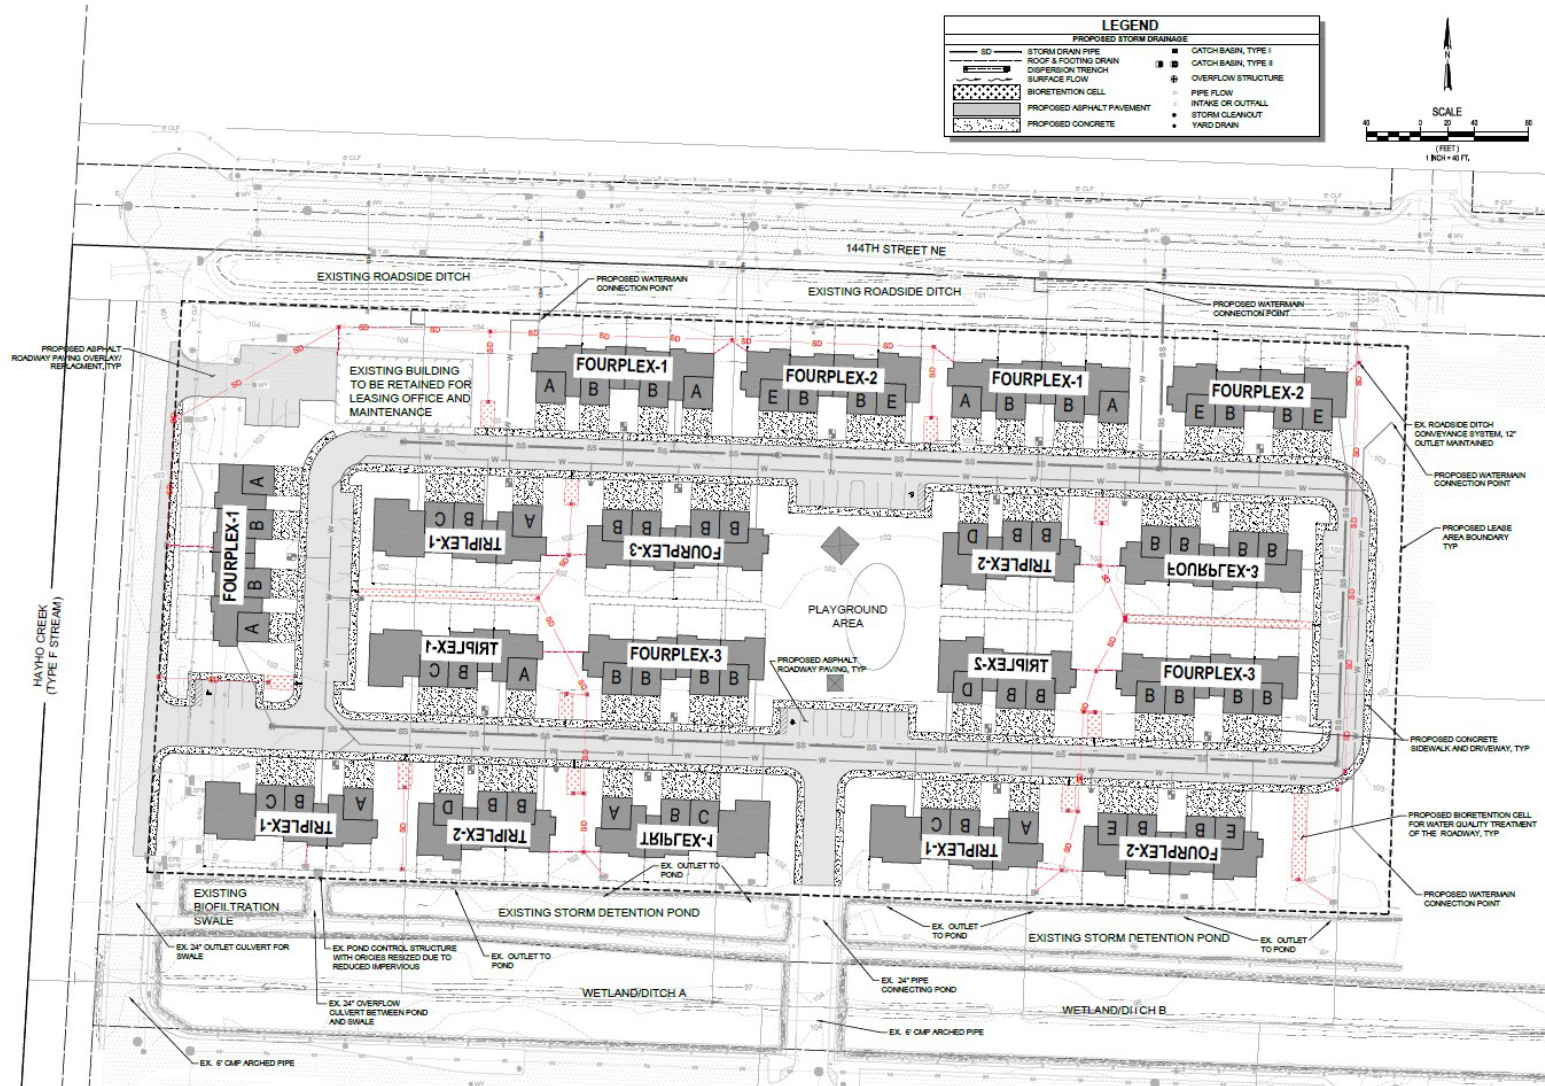 LEGEND
PROPOSED STORM DRAINAGE
SD
STORM DRAIN PIPE
ROOF & FOOTING DRAIN
DISPERSION TRENCH
SURFACE FLOW
BIORETENTION CELL
PROPOSED ASPHALT PAVEMENT
PROPOSED CONCRETE
CATCH BASIN, TYPE I
CATCH BASIN, TYPE II
OVERFLOW STRUCTURE
PIPE FLOW
INTAKE OR OUTFALL
STORM CLEANOUT
YARD DRAIN
N
SCALE
40 0 20 40 80
( FEET )
1 INCH = 40 FT.
144TH STREET NE
EXISTING ROADSIDE DITCH
PROPOSED WATERMAIN
CONNECTION POINT
EXISTING ROADSIDE DITCH
PROPOSED WATERMAIN
CONNECTION POINT
PROPOSED ASPHALT
ROADWAY PAVING OVERLAY/
REPLACMENT, TYP
EXISTING BUILDING
TO BE RETAINED FOR
LEASING OFFICE AND
MAINTENANCE
FOURPLEX-1
A B B A
FOURPLEX-2
E B B E
FOURPLEX-1
A B B A
FOURPLEX-2
E B B E
EX. ROADSIDE DITCH
CONVEYANCE SYSTEM, 12"
OUTLET MAINTAINED
PROPOSED WATERMAIN
CONNECTION POINT
PROPOSED LEASE
AREA BOUNDARY
TYP
FOURPLEX-1
A B B A
C B A
TRIPLEX-1
B B B B
FOURPLEX-3
D B B
TRIPLEX-2
B B B B
FOURPLEX-3
PLAYGROUND
AREA
HAYHO CREEK
(TYPE F STREAM)
TRIPLEX-1
C B A
FOURPLEX-3
B B B B
TRIPLEX-2
D B B
FOURPLEX-3
B B B B
PROPOSED ASPHALT
ROADWAY PAVING, TYP
PROPOSED CONCRETE
SIDEWALK AND DRIVEWAY, TYP
C B A
TRIPLEX-1
D B B
TRIPLEX-2
A B C
TRIPLEX-1
C B A
TRIPLEX-1
E B B E
FOURPLEX-2
PROPOSED BIORETENTION CELL
FOR WATER QUALITY TREATMENT
OF THE ROADWAY, TYP
PROPOSED WATERMAIN
CONNECTION POINT
EXISTING
BIOFILTRATION
SWALE
EX. OUTLET TO
POND
EXISTING STORM DETENTION POND
EX. OUTLET
TO POND
EXISTING STORM DETENTION POND
EX. OUTLET
TO POND
EX. 24" OUTLET CULVERT FOR
SWALE
EX. POND CONTROL STRUCTURE
WITH ORICIES RESIZED DUE TO
REDUCED IMPERVIOUS
EX. OUTLET TO
POND
EX. 24" PIPE
CONNECTING POND
WETLAND/DITCH A
WETLAND/DITCH B
EX. 24" OVERFLOW
CULVERT BETWEEN POND
AND SWALE
EX. 6' CMP ARCHED PIPE
EX. 6' CMP ARCHED PIPE